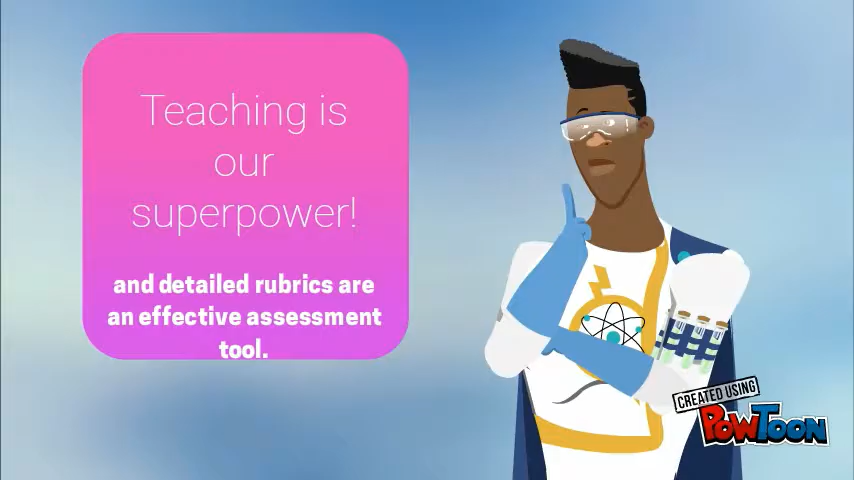 Teaching is
our
superpower!
and detailed rubrics are
an effective assessment
tool.
CREATED USING
POWTOON